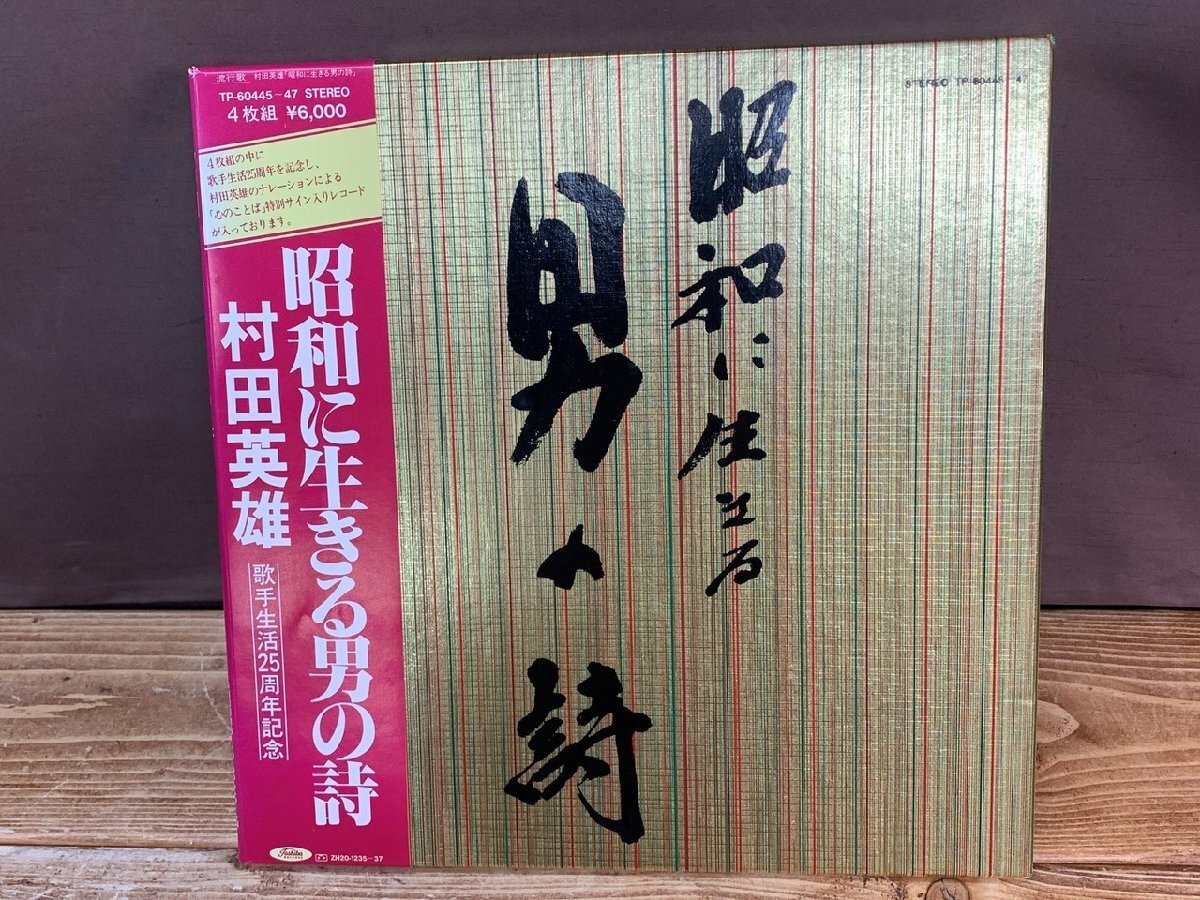 流行歌 村田英雄「昭和に生きる男の詩」
TP-60445~47 STEREO
4枚組 ¥6,000
4枚組の中に
歌手生活25周年を記念し、
村田英雄のナレーションによる
「心のことば」特別サイン入りレコード
が入っております。
昭和に生きる男の詩
村田英雄
歌手生活25周年記念
Toshiba
RECORDS
ZH20-1235-37
STEREO TP-60445~47
昭和に生きる
男の詩